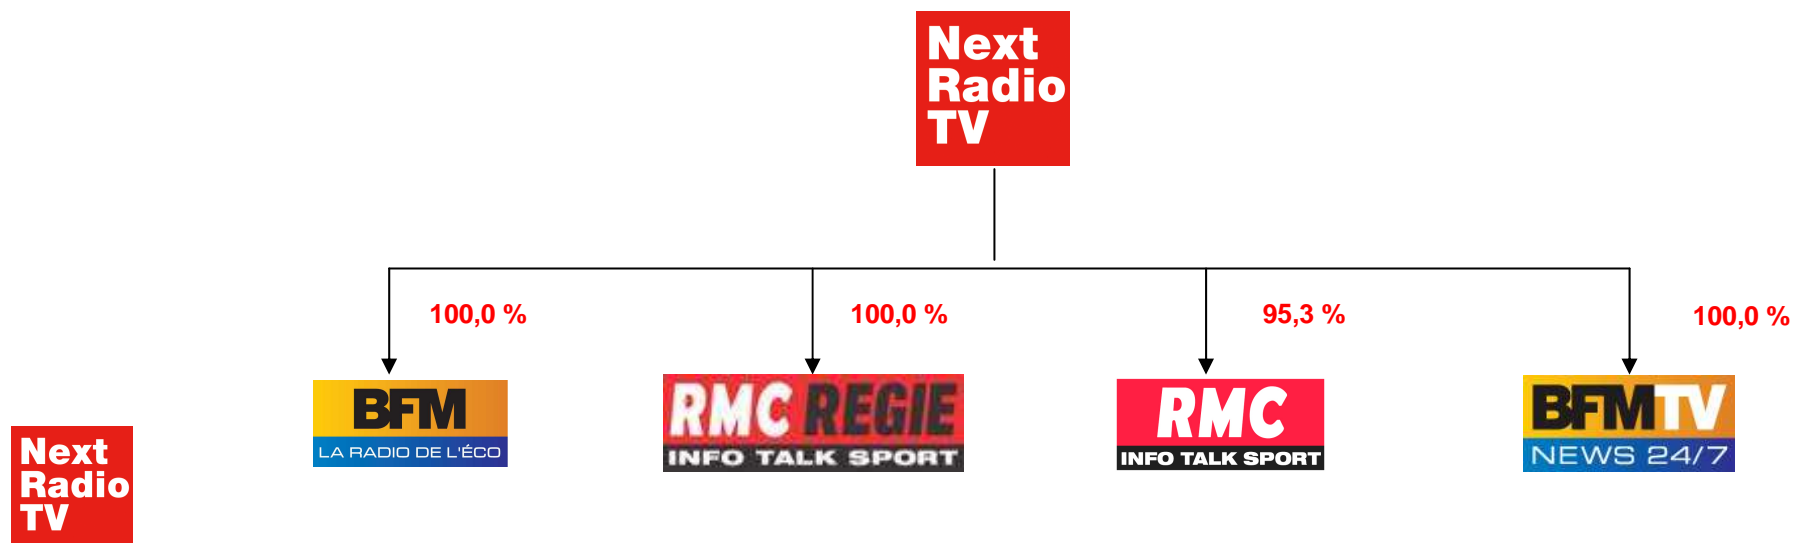 Next
Radio
TV
100,0 %
100,0 %
95,3 %
100,0 %
BFM
LA RADIO DE L'ÉCO
RMC REGIE
INFO TALK SPORT
RMC
INFO TALK SPORT
BFMTV
NEWS 24/7
Next
Radio
TV